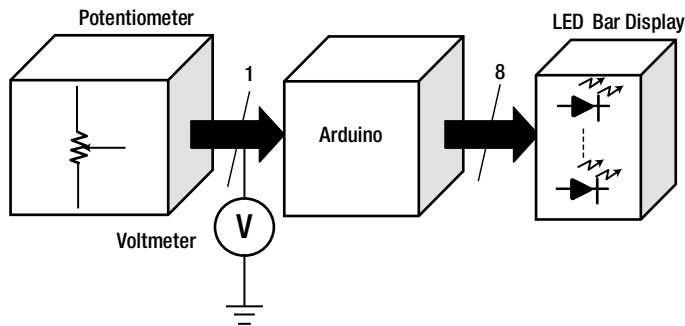 Potentiometer
LED Bar Display
1
8
Arduino
V
Voltmeter